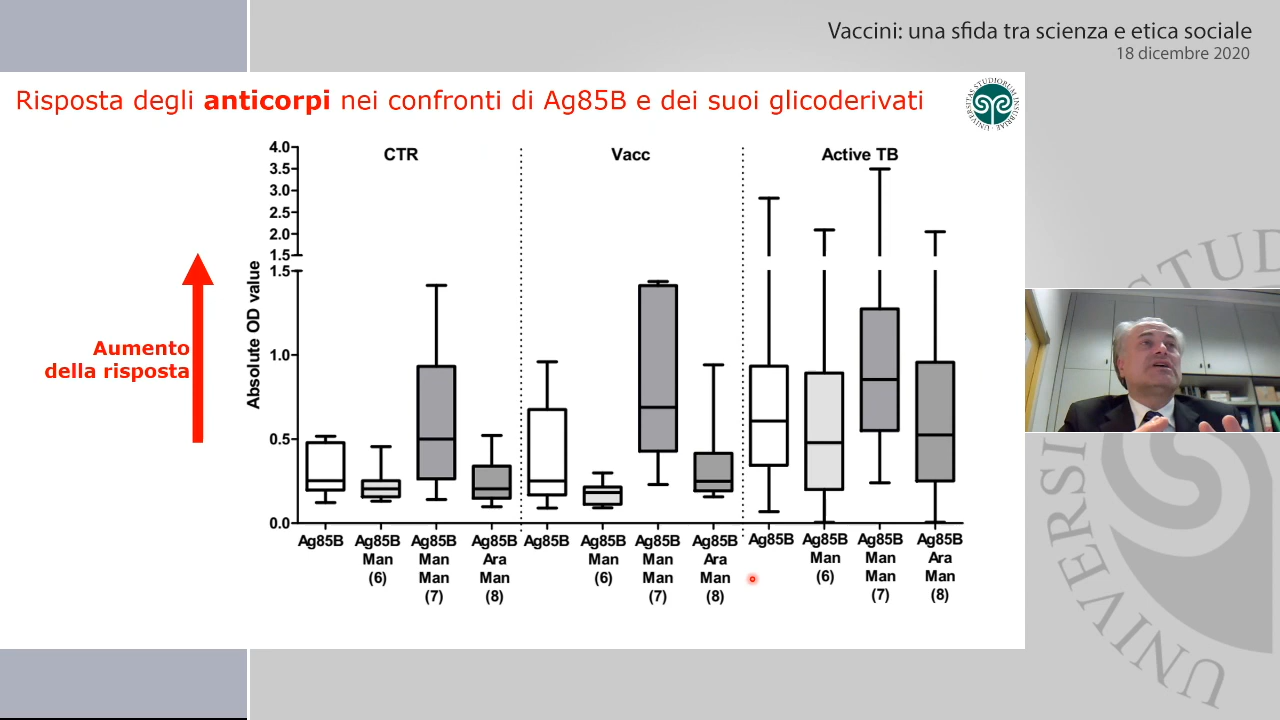 Vaccini: una sfida tra scienza e etica sociale
18 dicembre 2020
Risposta degli anticorpi nei confronti di Ag85B e dei suoi glicoderivati
Aumento
della risposta
Absolute OD value
4.0
3.5
3.0
2.5
2.0
1.5
1.5
1.0
0.5
0.0
CTR
Vacc
Active TB
Ag85B
Ag85B
Man
(6)
Ag85B
Man
Man
(7)
Ag85B
Ara
Man
(8)
Ag85B
Ag85B
Man
(6)
Ag85B
Man
Man
(7)
Ag85B
Ara
Man
(8)
Ag85B
Ag85B
Man
(6)
Ag85B
Man
Man
(7)
Ag85B
Ara
Man
(8)
STUD
UNIVERSI